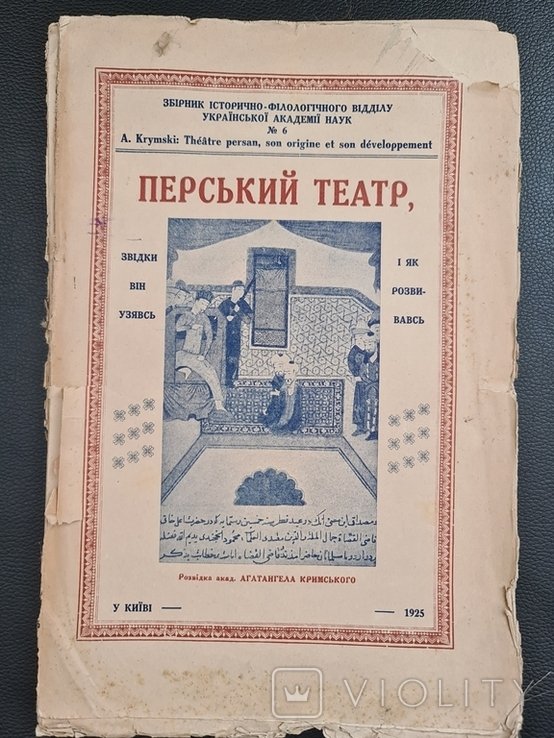 ЗБІРНИК ІСТОРИЧНО-ФІЛОЛОГІЧНОГО ВІДДІЛУ
УКРАЇНСЬКОЇ АКАДЕМІЇ НАУК
№ 6
A. Krymski: Théâtre persan, son origine et son développement
ПЕРСЬКИЙ ТЕАТР,
ЗВІДКИ
ВІН
УЗЯВСЬ
І ЯК
РОЗВИ-
ВАВСЬ
Розвідка акад. АГАТАНГЕЛА КРИМСЬКОГО
У КИЇВІ — — 1925
VIOLITY